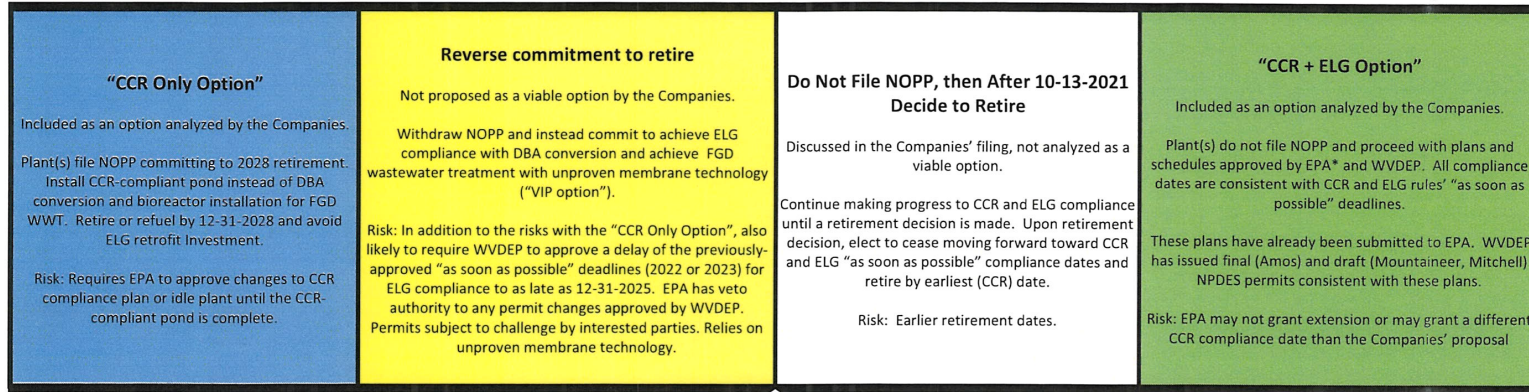 “CCR Only Option”
Included as an option analyzed by the Companies.
Plant(s) file NOPP committing to 2028 retirement.
Install CCR-compliant pond instead of DBA
conversion and bioreactor installation for FGD
WWT. Retire or refuel by 12-31-2028 and avoid
ELG retrofit Investment.
Risk: Requires EPA to approve changes to CCR
compliance plan or idle plant until the CCR-
compliant pond is complete.
Reverse commitment to retire
Not proposed as a viable option by the Companies.
Withdraw NOPP and instead commit to achieve ELG
compliance with DBA conversion and achieve FGD
wastewater treatment with unproven membrane technology
(“VIP option”).
Risk: In addition to the risks with the “CCR Only Option”, also
likely to require WVDEP to approve a delay of the previously-
approved “as soon as possible” deadlines (2022 or 2023) for
ELG compliance to as late as 12-31-2025. EPA has veto
authority to any permit changes approved by WVDEP.
Permits subject to challenge by interested parties. Relies on
unproven membrane technology.
Do Not File NOPP, then After 10-13-2021
Decide to Retire
Discussed in the Companies’ filing, not analyzed as a
viable option.
Continue making progress to CCR and ELG compliance
until a retirement decision is made. Upon retirement
decision, elect to cease moving forward toward CCR
and ELG “as soon as possible” compliance dates and
retire by earliest (CCR) date.
Risk: Earlier retirement dates.
“CCR + ELG Option”
Included as an option analyzed by the Companies.
Plant(s) do not file NOPP and proceed with plans and
schedules approved by EPA* and WVDEP. All compliance
dates are consistent with CCR and ELG rules’ “as soon as
possible” deadlines.
These plans have already been submitted to EPA. WVDEP
has issued final (Amos) and draft (Mountaineer, Mitchell)
NPDES permits consistent with these plans.
Risk: EPA may not grant extension or may grant a different
CCR compliance date than the Companies’ proposal